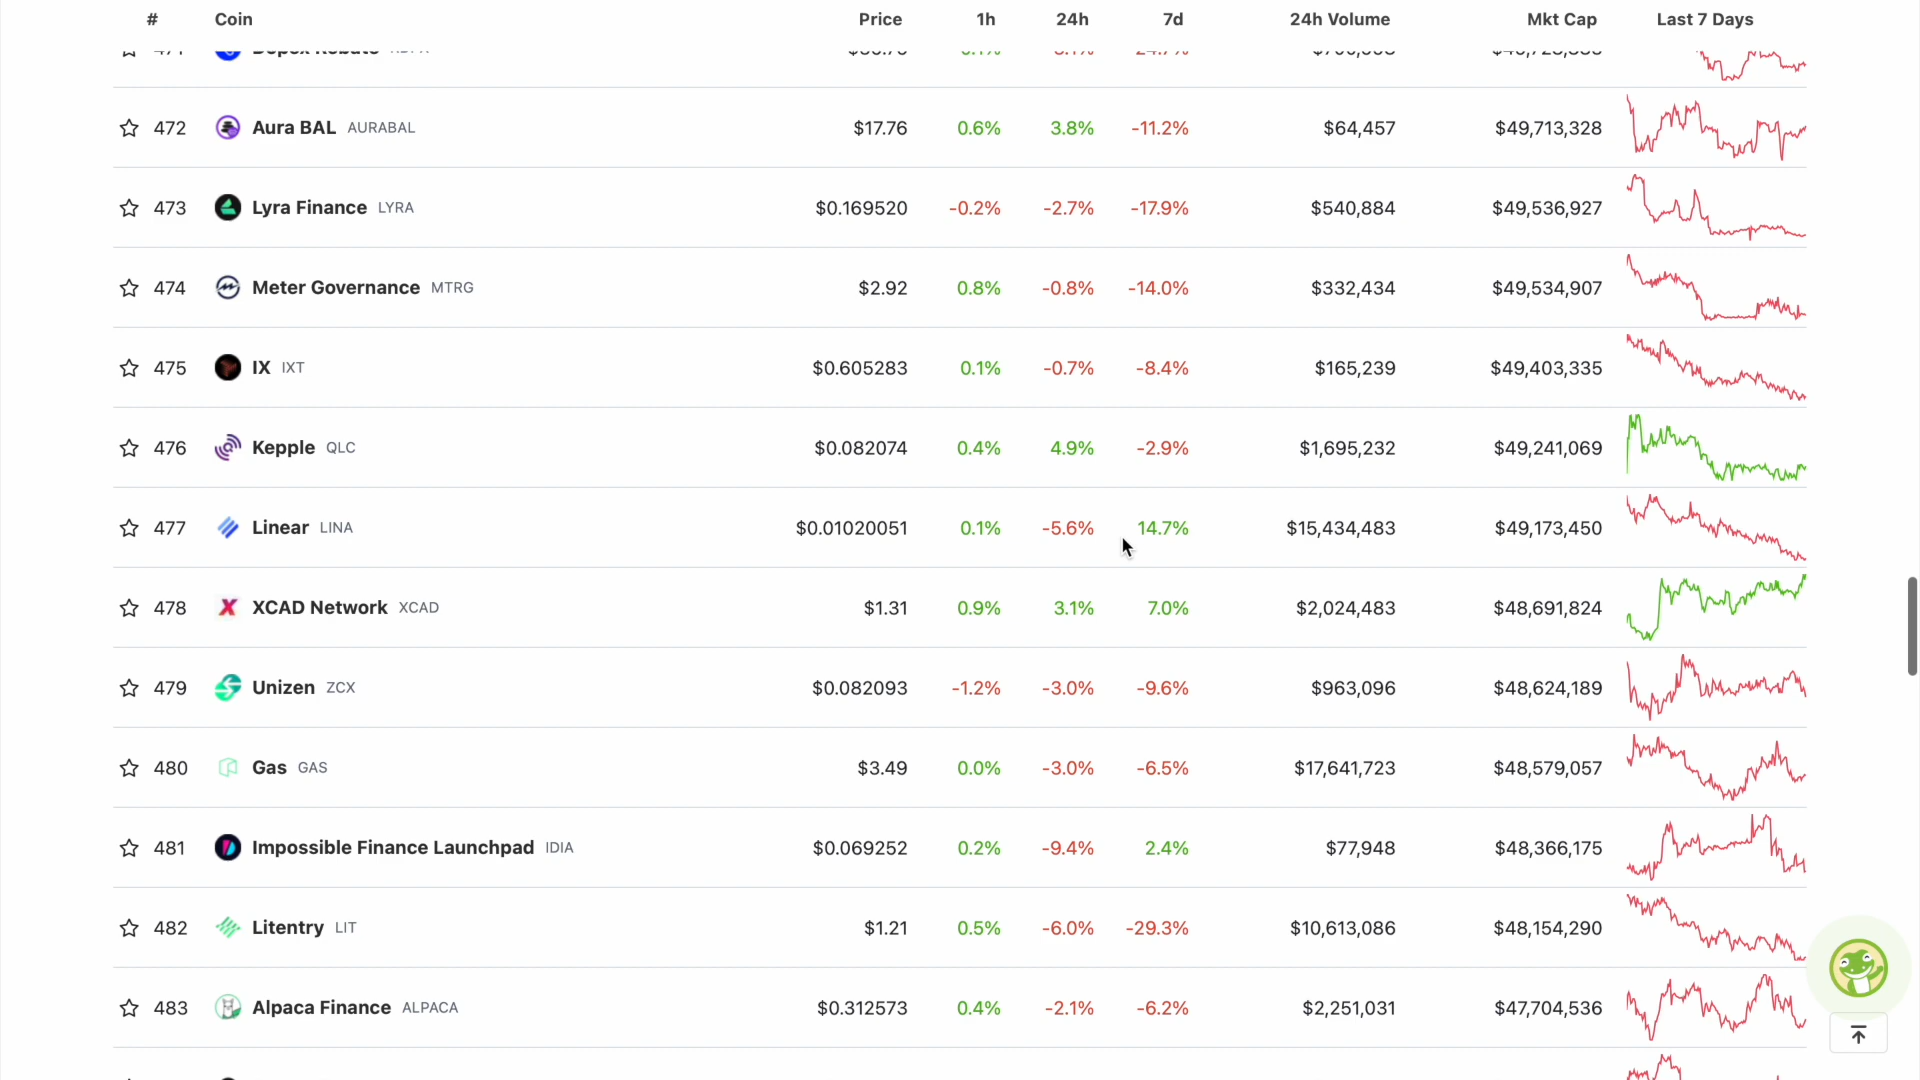 # Coin Price 1h 24h 7d 24h Volume Mkt Cap Last 7 Days
472 Aura BAL AURABAL $17.76 0.6% 3.8% -11.2% $64,457 $49,713,328
473 Lyra Finance LYRA $0.169520 -0.2% -2.7% -17.9% $540,884 $49,536,927
474 Meter Governance MTRG $2.92 0.8% -0.8% -14.0% $332,434 $49,534,907
475 IX IXT $0.605283 0.1% -0.7% -8.4% $165,239 $49,403,335
476 Kepple QLC $0.082074 0.4% 4.9% -2.9% $1,695,232 $49,241,069
477 Linear LINA $0.01020051 0.1% -5.6% 14.7% $15,434,483 $49,173,450
478 XCAD Network XCAD $1.31 0.9% 3.1% 7.0% $2,024,483 $48,691,824
479 Unizen ZCX $0.082093 -1.2% -3.0% -9.6% $963,096 $48,624,189
480 Gas GAS $3.49 0.0% -3.0% -6.5% $17,641,723 $48,579,057
481 Impossible Finance Launchpad IDIA $0.069252 0.2% -9.4% 2.4% $77,948 $48,366,175
482 Litentry LIT $1.21 0.5% -6.0% -29.3% $10,613,086 $48,154,290
483 Alpaca Finance ALPACA $0.312573 0.4% -2.1% -6.2% $2,251,031 $47,704,536